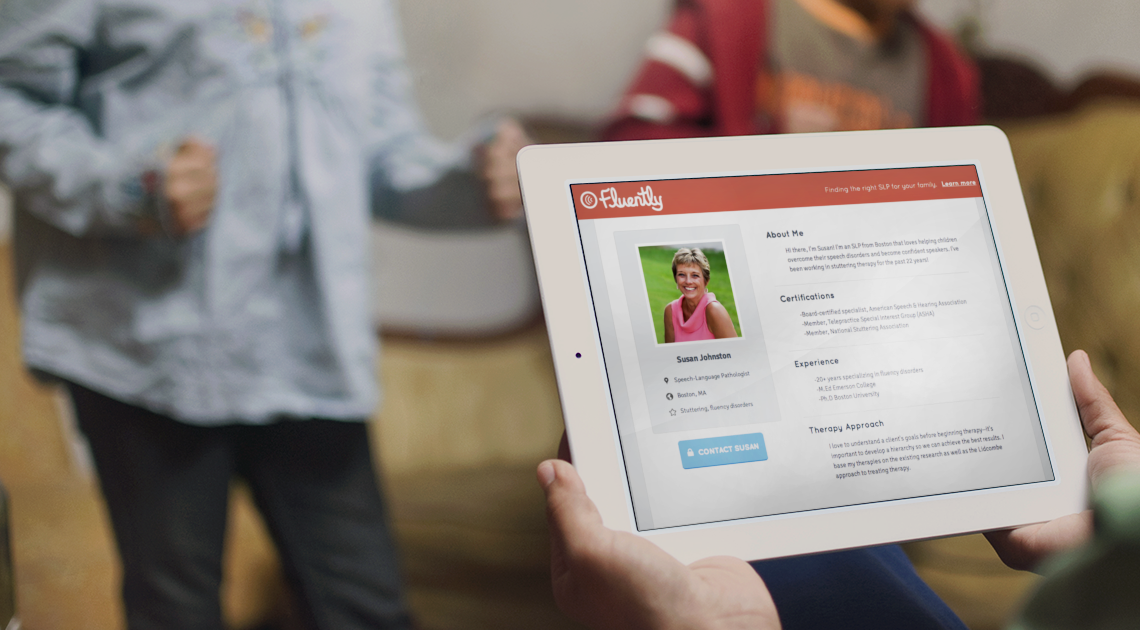 Fluently
Finding the right SLP for your family. Learn more
Susan Johnston
Speech-Language Pathologist
Boston, MA
Stuttering, fluency disorders
CONTACT SUSAN
About Me
Hi there, I'm Susan! I'm an SLP from Boston that loves helping children
overcome their speech disorders and become confident speakers. I've
been working in stuttering therapy for the past 22 years!
Certifications
-Board-certified specialist, American Speech & Hearing Association
-Member, Telepractice Special Interest Group (ASHA)
-Member, National Stuttering Association
Experience
-20+ years specializing in fluency disorders
-M.Ed Emerson College
-Ph.D Boston University
Therapy Approach
I love to understand a client's goals before beginning therapy-it's
important to develop a hierarchy so we can achieve the best results. I
base my therapies on the existing research as well as the Lidcombe
approach to treating therapy.